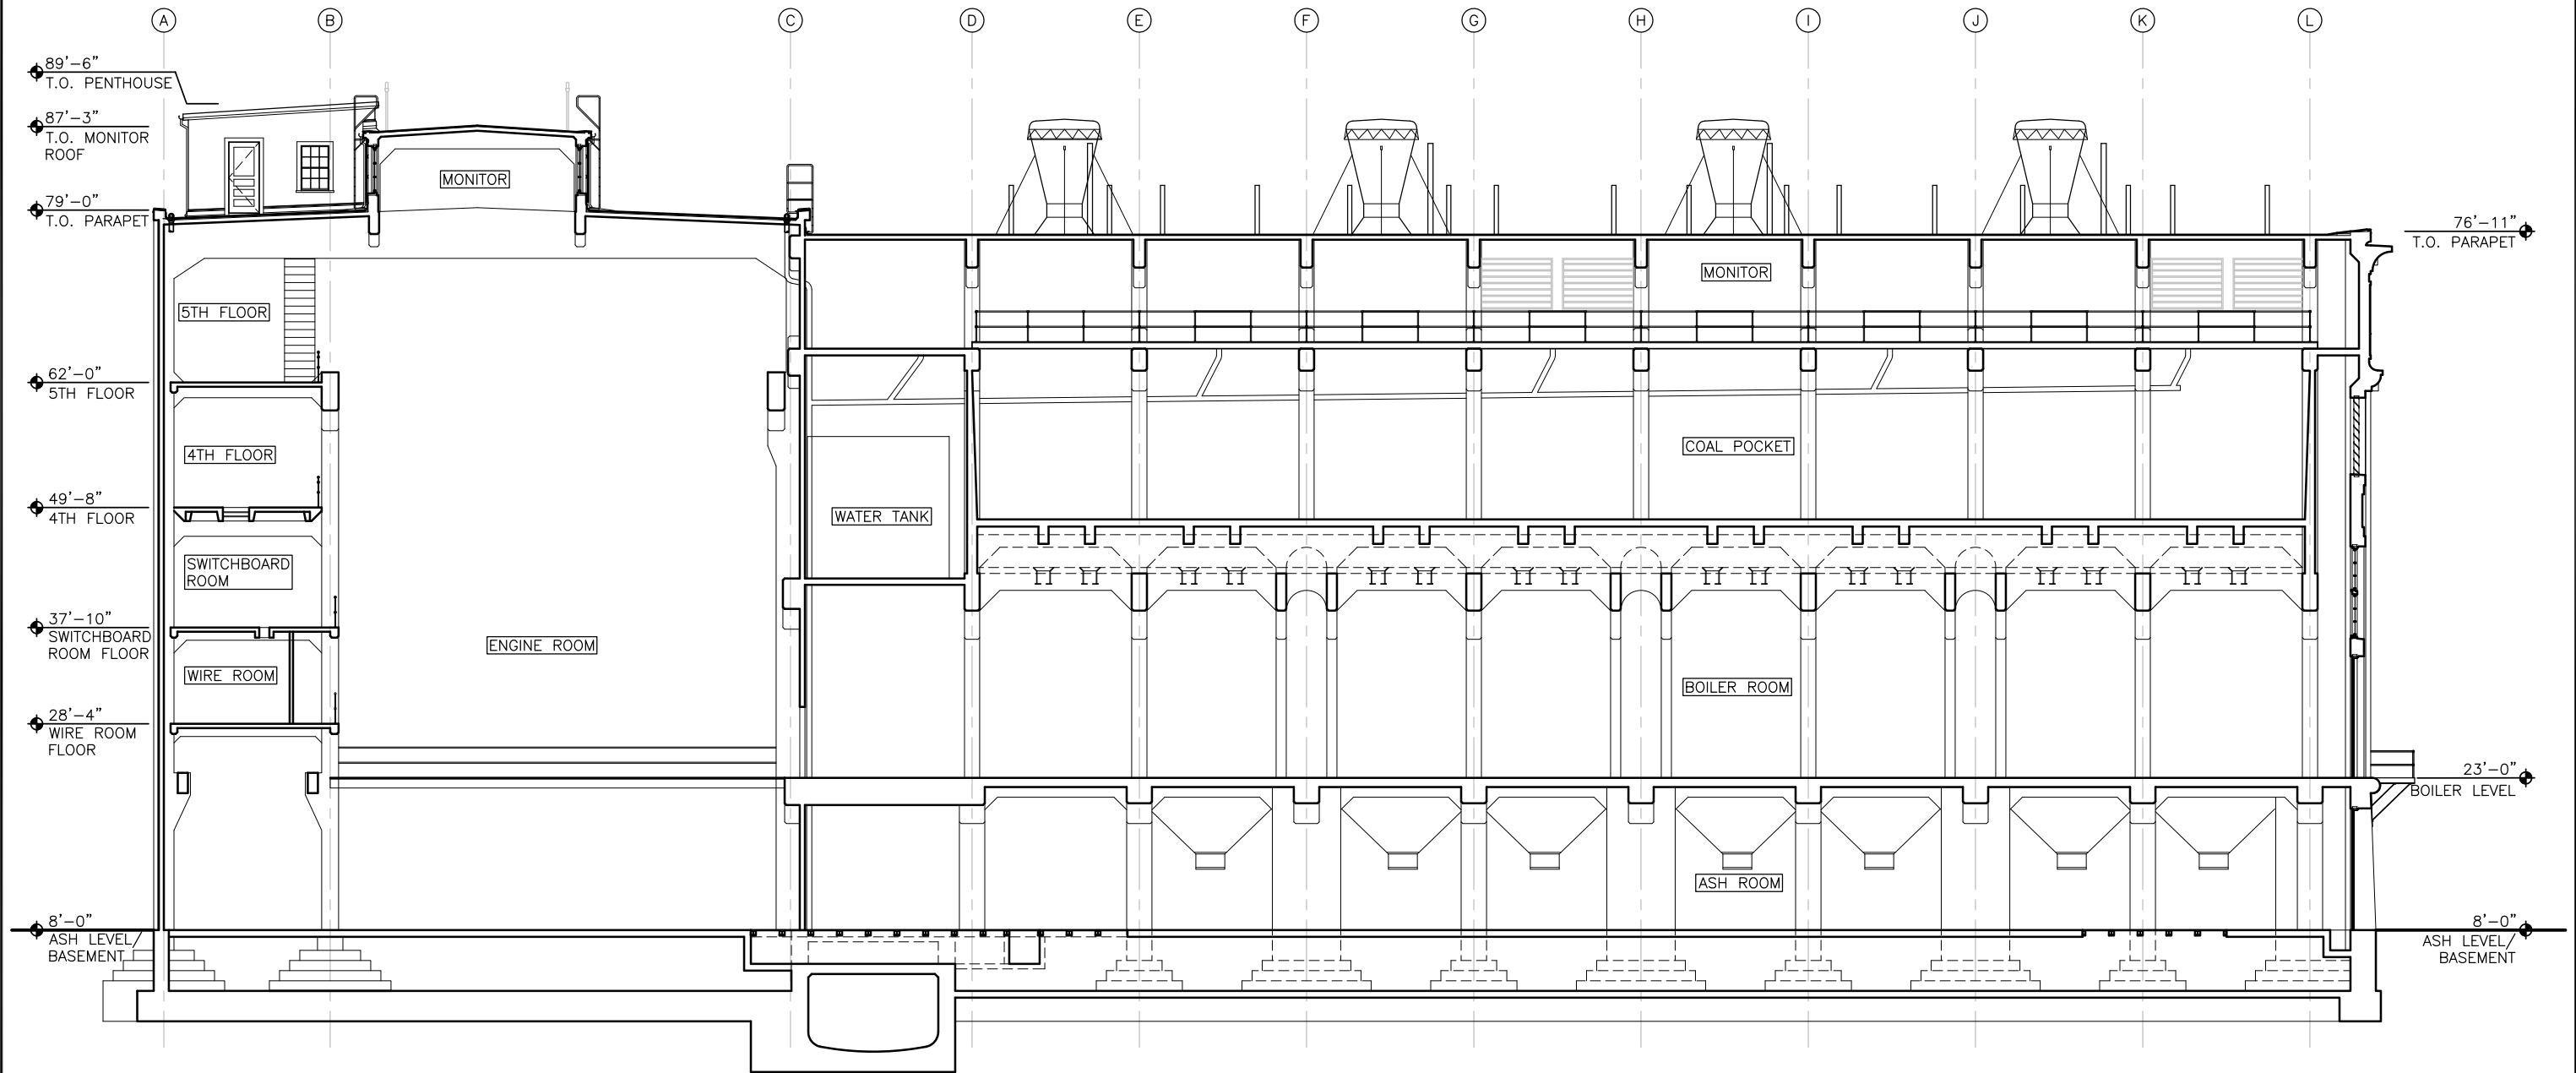 A B C D E F G H I J K L
89'-6"
T.O. PENTHOUSE
87'-3"
T.O. MONITOR
ROOF
MONITOR
79'-0"
T.O. PARAPET
76'-11"
T.O. PARAPET
MONITOR
5TH FLOOR
62'-0"
5TH FLOOR
4TH FLOOR
COAL POCKET
49'-8"
4TH FLOOR
WATER TANK
SWITCHBOARD
ROOM
37'-10"
SWITCHBOARD
ROOM FLOOR
ENGINE ROOM
WIRE ROOM
BOILER ROOM
28'-4"
WIRE ROOM
FLOOR
23'-0"
BOILER LEVEL
ASH ROOM
8'-0"
ASH LEVEL/
BASEMENT
8'-0"
ASH LEVEL/
BASEMENT